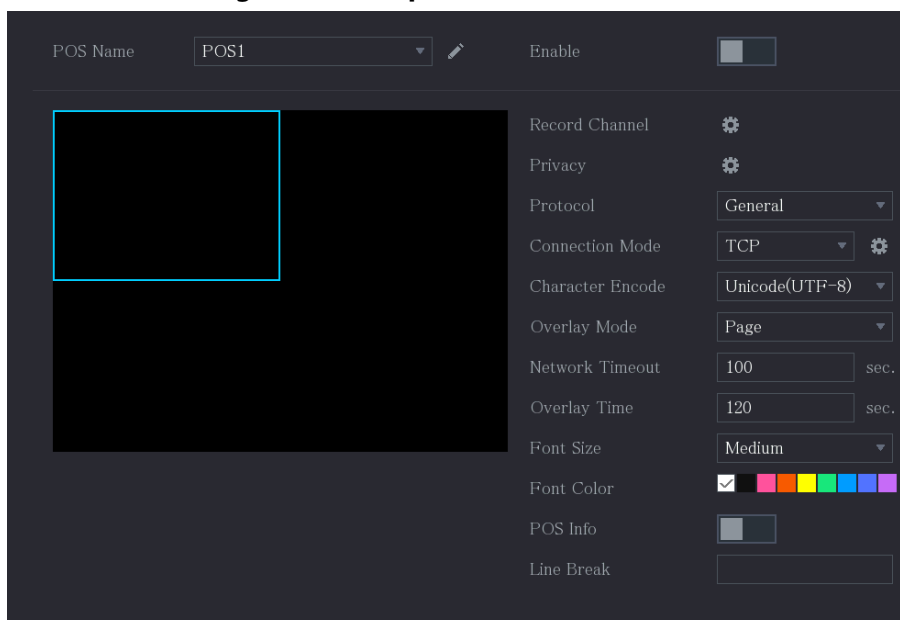 POS Name POS1 Enable
Record Channel
Privacy
Protocol General
Connection Mode TCP
Character Encode Unicode(UTF-8)
Overlay Mode Page
Network Timeout 100 sec.
Overlay Time 120 sec.
Font Size Medium
Font Color
POS Info
Line Break